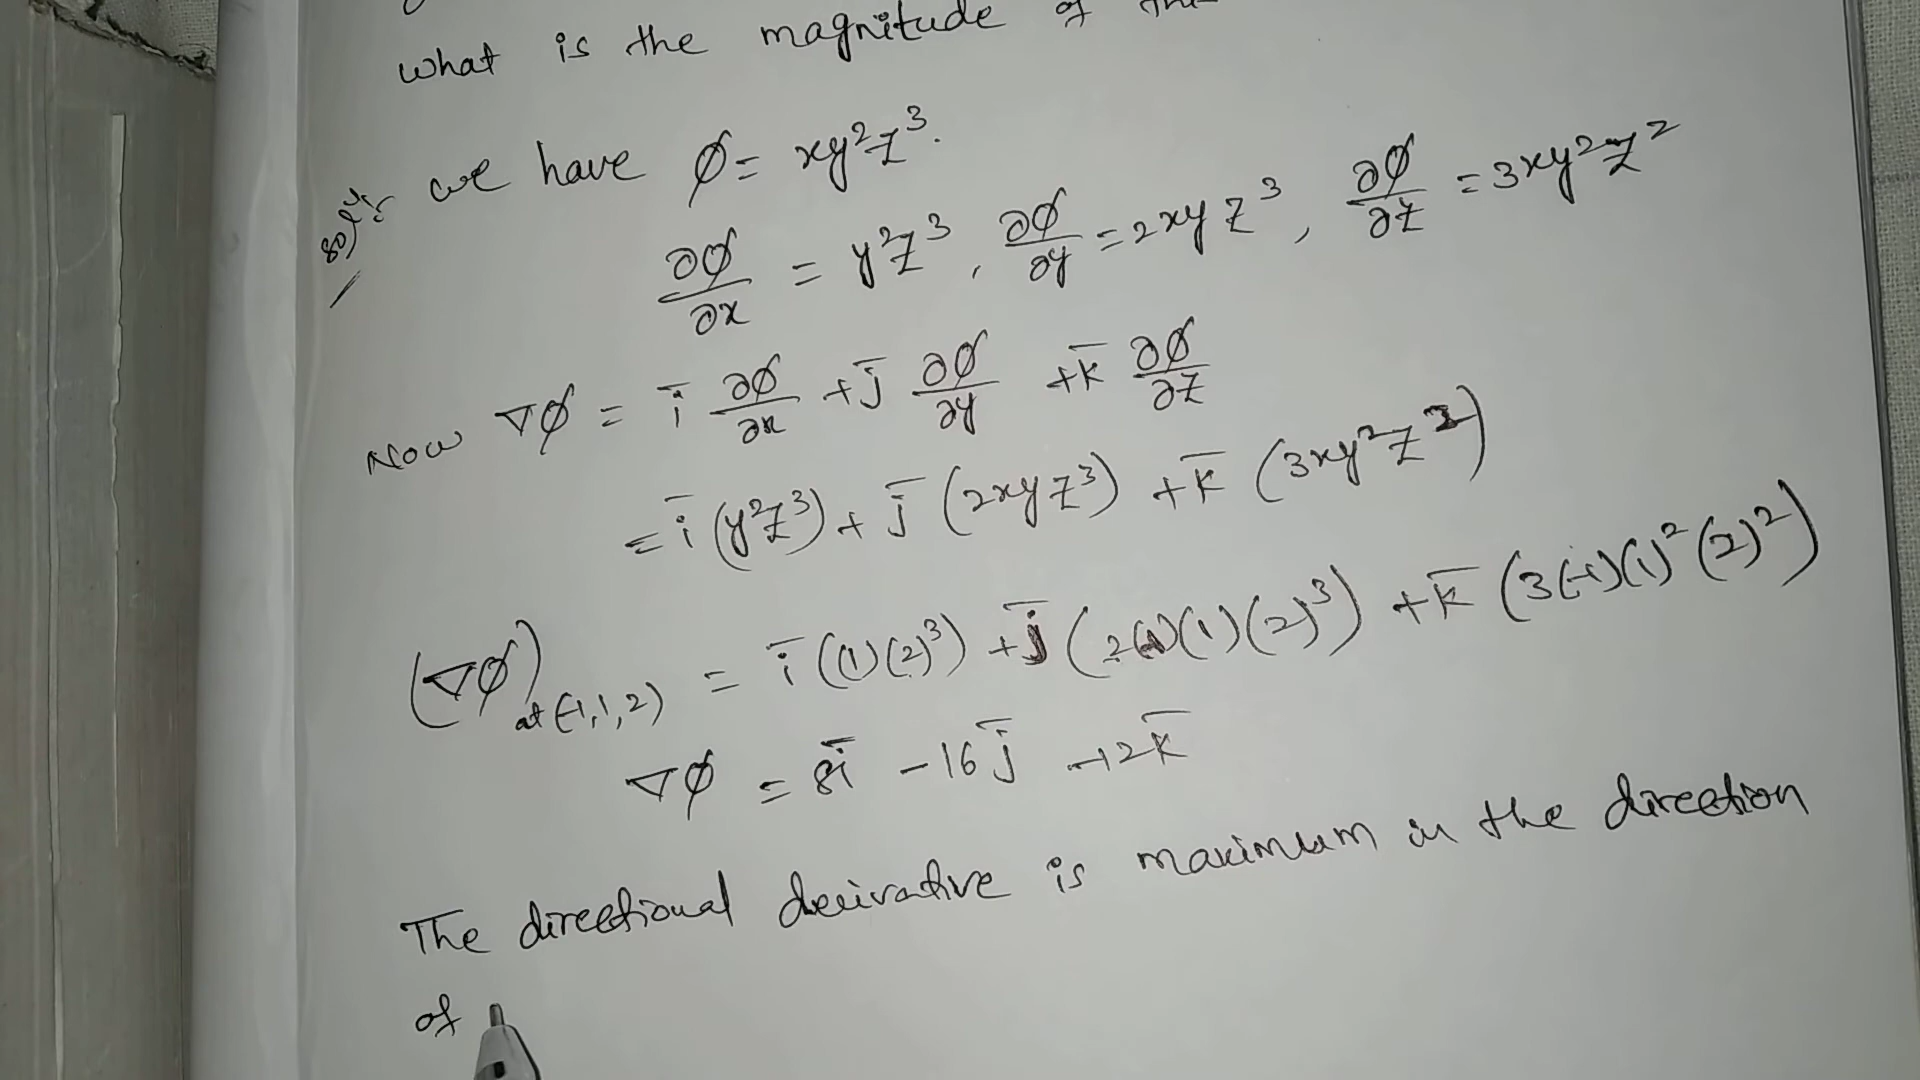 what is the magnitude of
Sol:- we have ∅ = xy²z³.
∂∅/∂x = y²z³, ∂∅/∂y = 2xyz³, ∂∅/∂z = 3xy²z²
Now ∇∅ = i̅ ∂∅/∂x + j̅ ∂∅/∂y + k̅ ∂∅/∂z
= i̅ (y²z³) + j̅ (2xyz³) + k̅ (3xy²z²)
(∇∅) at (-1,1,2) = i̅ ((1)(2)³) + j̅ (2(-1)(1)(2)³) + k̅ (3(-1)(1)²(2)²)
∇∅ = 8i̅ - 16j̅ - 12k̅
The directional derivative is maximum in the direction
of